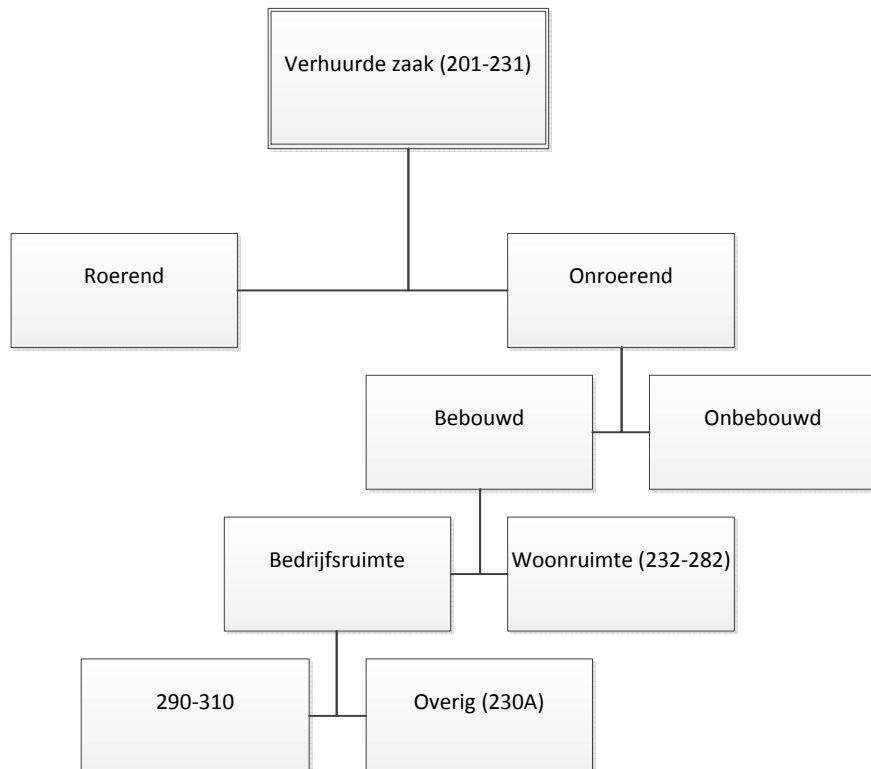 Verhuurde zaak (201-231)
Roerend
Onroerend
Bebouwd
Onbebouwd
Bedrijfsruimte
Woonruimte (232-282)
290-310
Overig (230A)